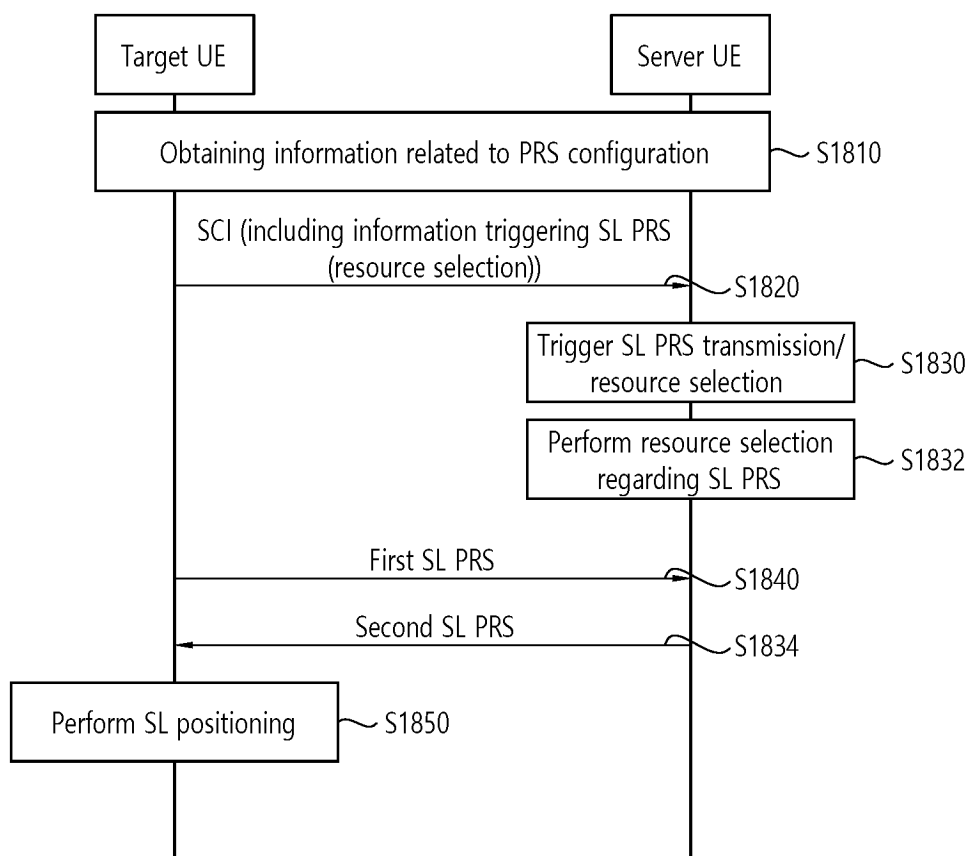 Target UE
Server UE
Obtaining information related to PRS configuration
S1810
SCI (including information triggering SL PRS
(resource selection))
S1820
Trigger SL PRS transmission/
resource selection
S1830
Perform resource selection
regarding SL PRS
S1832
First SL PRS
S1840
Second SL PRS
S1834
Perform SL positioning
S1850